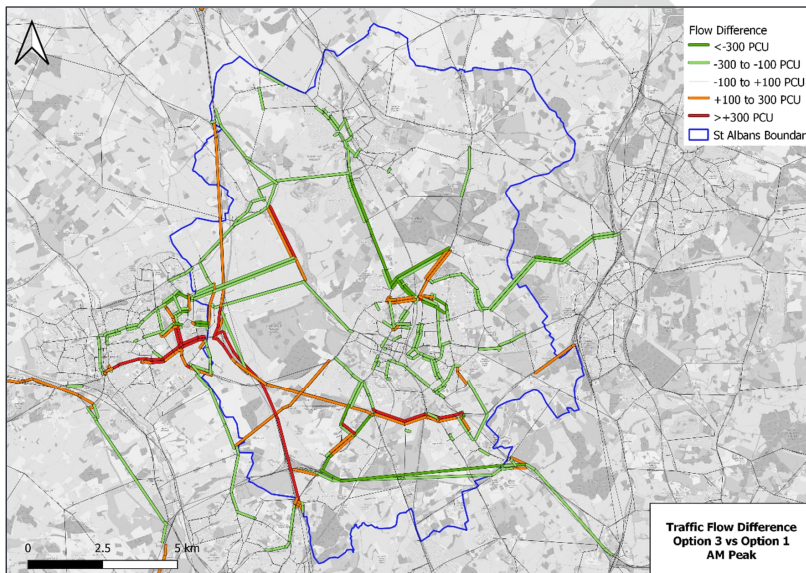 Flow Difference
<-300 PCU
-300 to -100 PCU
-100 to +100 PCU
+100 to 300 PCU
>+300 PCU
St Albans Boundar
0 2.5 5 km
Traffic Flow Difference
Option 3 vs Option 1
AM Peak